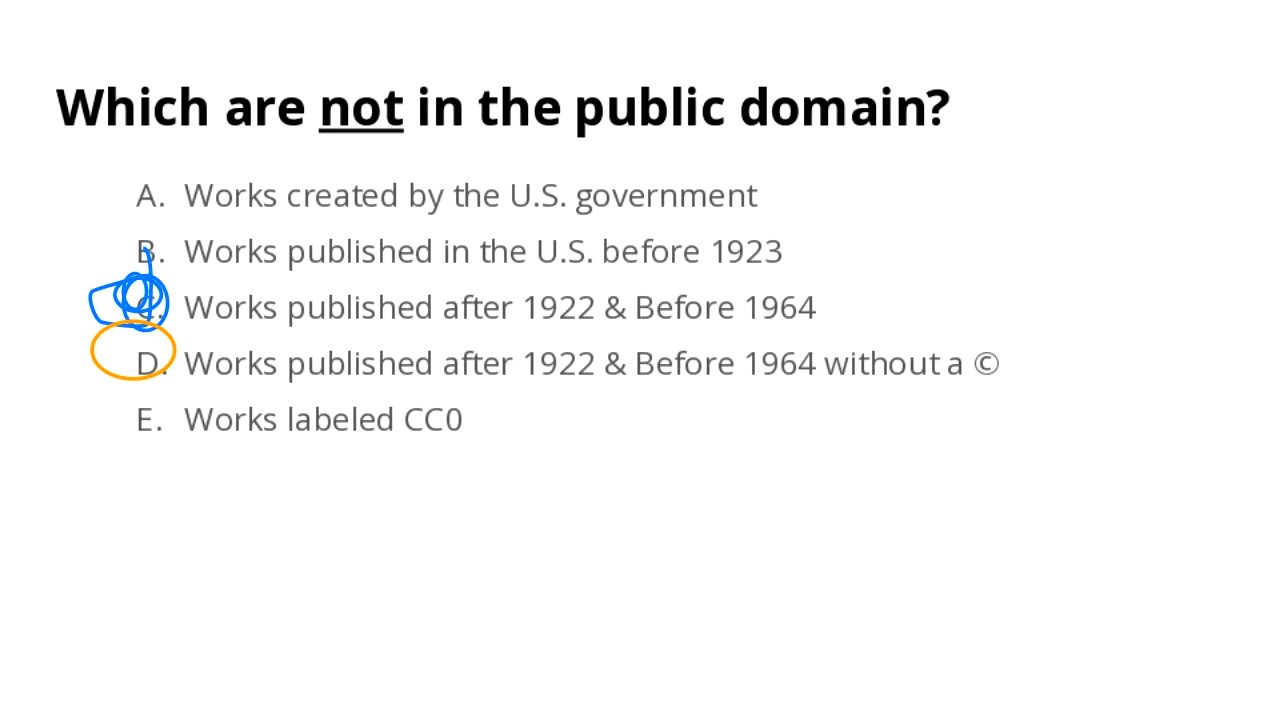 Which are not in the public domain?
A. Works created by the U.S. government
B. Works published in the U.S. before 1923
C. Works published after 1922 & Before 1964
D. Works published after 1922 & Before 1964 without a ©
E. Works labeled CC0